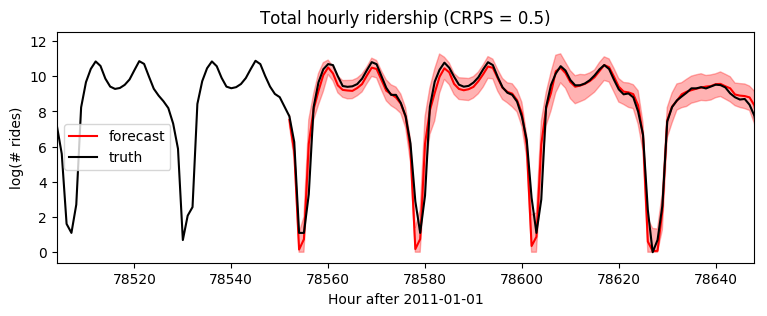 Total hourly ridership (CRPS = 0.5)
log(# rides)
12
10
8
6
4
2
0
forecast
truth
78520 78540 78560 78580 78600 78620 78640
Hour after 2011-01-01